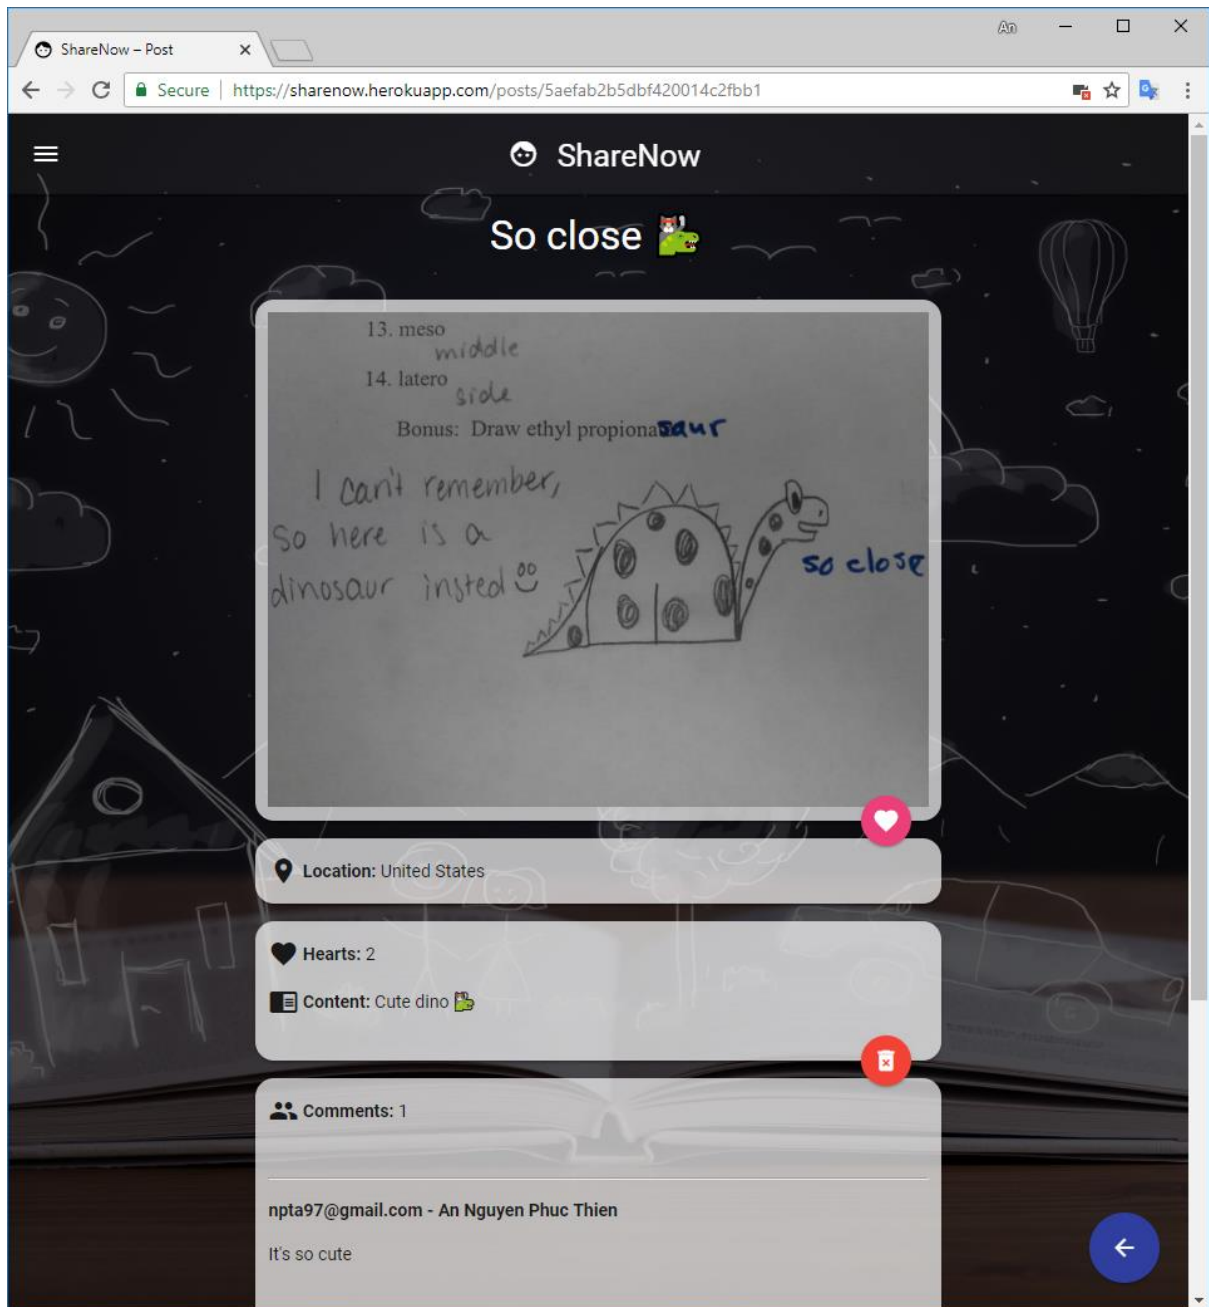 An
ShareNow – Post
Secure | https://sharenow.herokuapp.com/posts/5aefab2b5dbf420014c2fbb1
ShareNow
So close
13. meso
middle
14. latero
side
Bonus: Draw ethyl propionasaur
I can't remember,
so here is a
dinosaur insted
so close
Location: United States
Hearts: 2
Content: Cute dino
Comments: 1
npta97@gmail.com - An Nguyen Phuc Thien
It's so cute